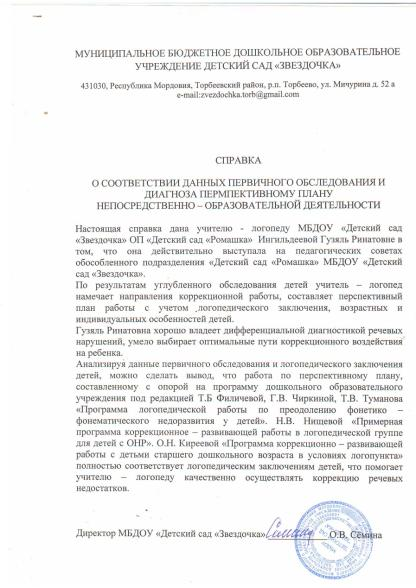 МУНИЦИПАЛЬНОЕ БЮДЖЕТНОЕ ДОШКОЛЬНОЕ ОБРАЗОВАТЕЛЬНОЕ
УЧРЕЖДЕНИЕ ДЕТСКИЙ САД «ЗВЕЗДОЧКА»
431030, Республика Мордовия, Торбеевский район, р.п. Торбеево, ул. Мичурина д. 52 а
e-mail:zvezdochka.torb@gmail.com
СПРАВКА
О СООТВЕТСТВИИ ДАННЫХ ПЕРВИЧНОГО ОБСЛЕДОВАНИЯ И
ДИАГНОЗА ПЕРМПЕКТИВНОМУ ПЛАНУ
НЕПОСРЕДСТВЕННО – ОБРАЗОВАТЕЛЬНОЙ ДЕЯТЕЛЬНОСТИ
Настоящая справка дана учителю - логопеду МБДОУ «Детский сад
«Звездочка» ОП «Детский сад «Ромашка» Ингильдеевой Гузяль Ринатовне в
том, что она действительно выступала на педагогических советах
обособленного подразделения «Детский сад «Ромашка» МБДОУ «Детский
сад «Звездочка».
По результатам углубленного обследования детей учитель – логопед
намечает направления коррекционной работы, составляет перспективный
план работы с учетом логопедического заключения, возрастных и
индивидуальных особенностей детей.
Гузяль Ринатовна хорошо владеет дифференциальной диагностикой речевых
нарушений, умело выбирает оптимальные пути коррекционного воздействия
на ребенка.
Анализируя данные первичного обследования и логопедического заключения
детей, можно сделать вывод, что работа по перспективному плану,
составленному с опорой на программу дошкольного образовательного
учреждения под редакцией Т.Б Филичевой, Г.В. Чиркиной, Т.В. Туманова
«Программа логопедической работы по преодолению фонетико –
фонематического недоразвития у детей». Н.В. Нищевой «Примерная
программа коррекционное – развивающей работы в логопедической группе
для детей с ОНР». О.Н. Киреевой «Программа коррекционно – развивающей
работы с детьми старшего дошкольного возраста в условиях логопункта»
полностью соответствует логопедическим заключениям детей, что помогает
учителю – логопеду качественно осуществлять коррекцию речевых
недостатков.
Директор МБДОУ «Детский сад «Звездочка» О.В. Сёмина